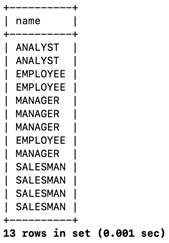 +----------+
| name     |
+----------+
| ANALYST  |
| ANALYST  |
| EMPLOYEE |
| EMPLOYEE |
| MANAGER  |
| MANAGER  |
| MANAGER  |
| EMPLOYEE |
| MANAGER  |
| SALESMAN |
| SALESMAN |
| SALESMAN |
| SALESMAN |
+----------+
13 rows in set (0.001 sec)